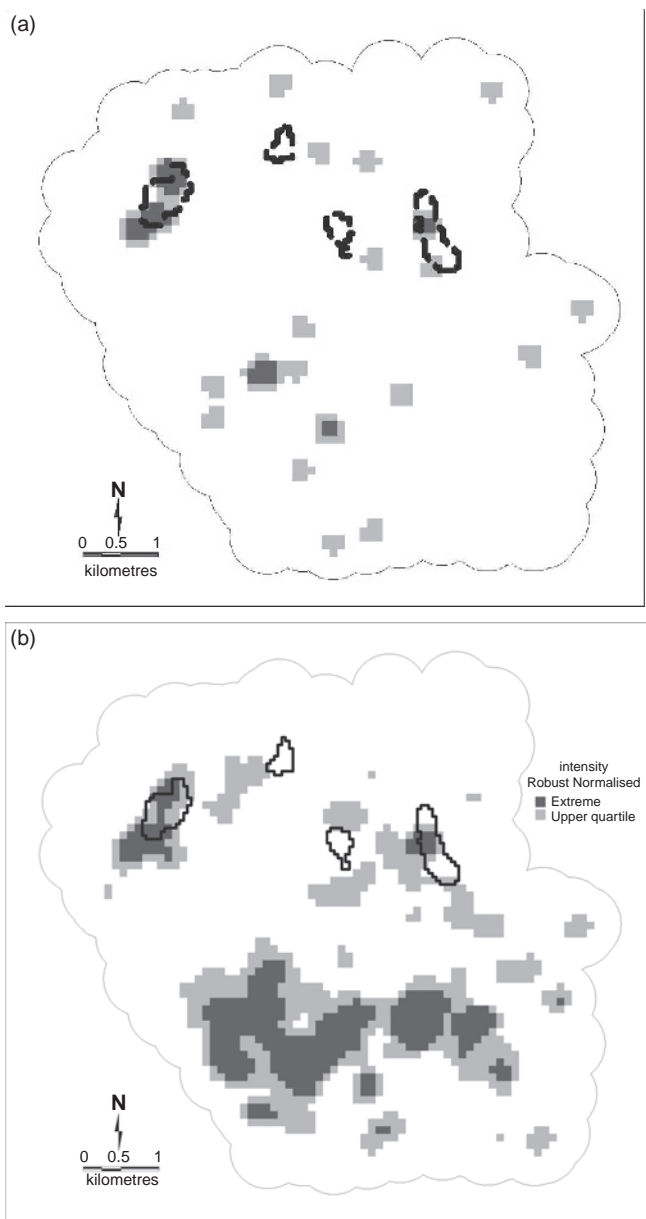 (a)
N
0 0.5 1
kilometres
(b)
intensity
Robust Normalised
Extreme
Upper quartile
N
0 0.5 1
kilometres